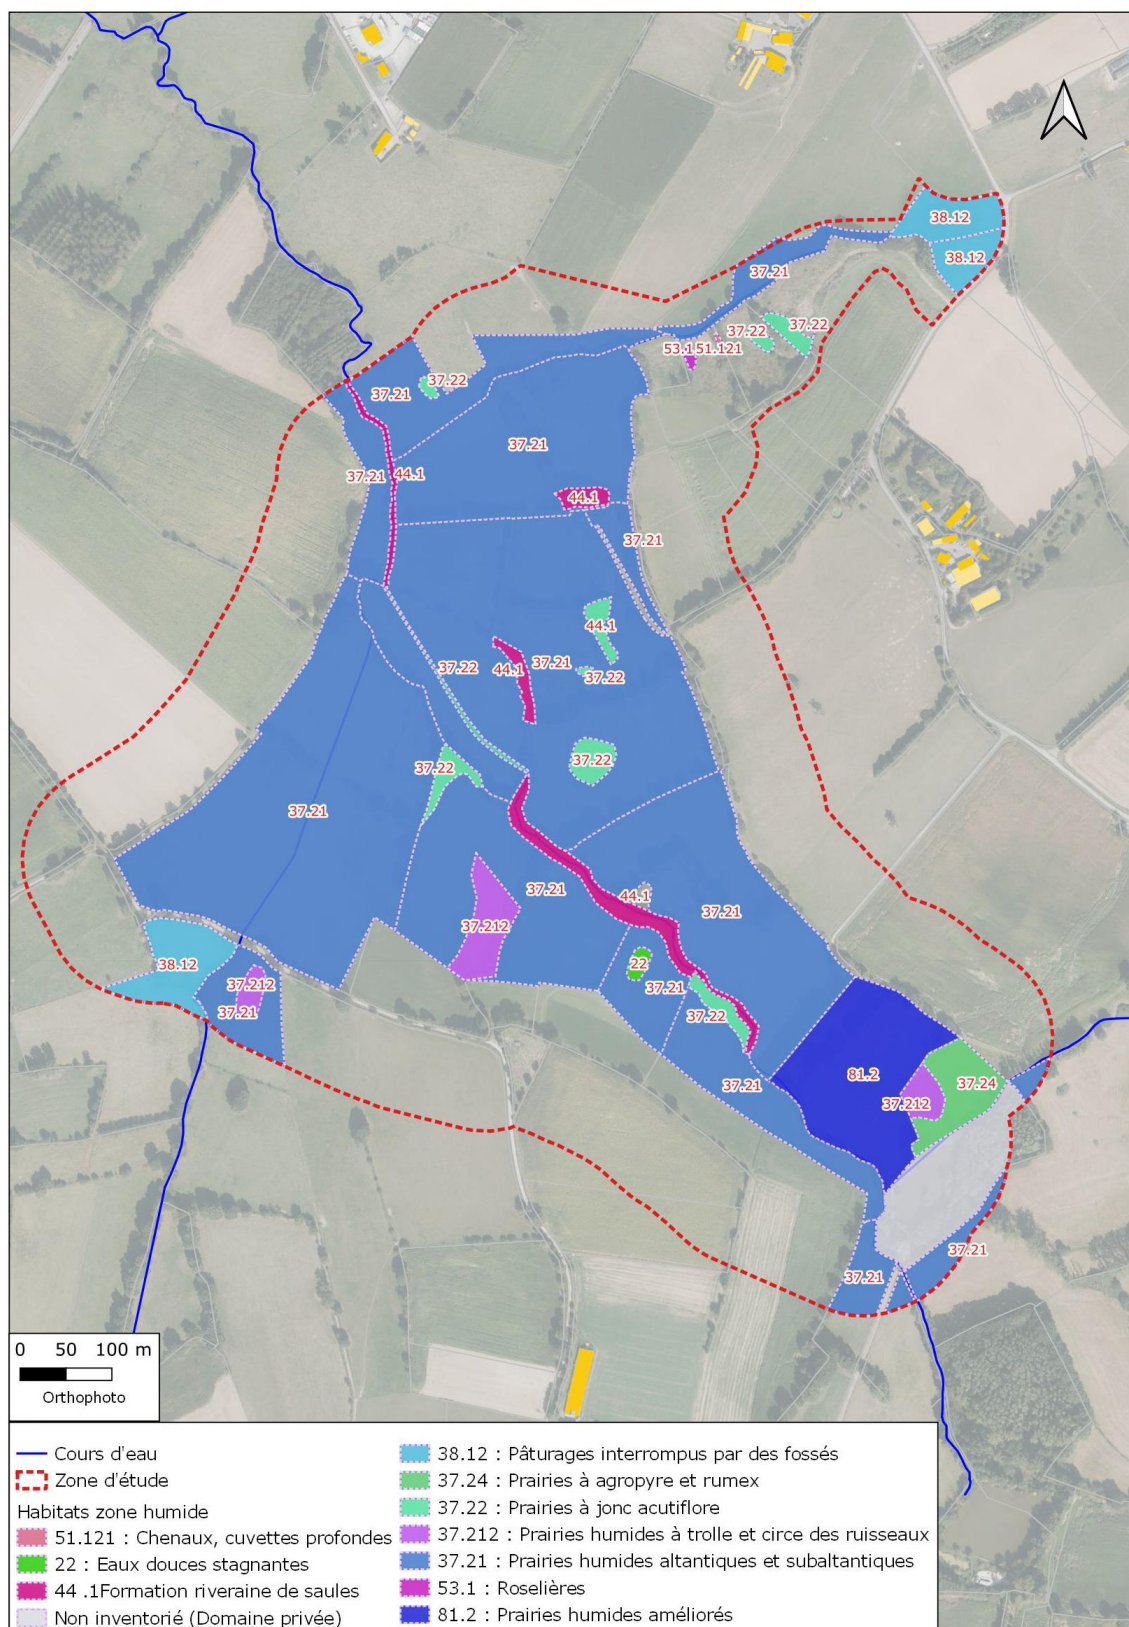 38.12
38.12
37.21
37.22
37.22
53.1
51.121
37.22
37.21
37.21
37.21
44.1
44.1
37.21
44.1
37.22
44.1
37.21
37.22
37.22
37.22
37.21
37.21
44.1
37.21
37.212
38.12
22
37.212
37.21
37.21
37.22
37.21
81.2
37.24
37.212
37.21
37.21
0 50 100 m
Orthophoto
Cours d'eau
Zone d'étude
Habitats zone humide
51.121 : Chenaux, cuvettes profondes
22 : Eaux douces stagnantes
44 .1Formation riveraine de saules
Non inventorié (Domaine privée)
38.12 : Pâturages interrompus par des fossés
37.24 : Prairies à agropyre et rumex
37.22 : Prairies à jonc acutiflore
37.212 : Prairies humides à trolle et circe des ruisseaux
37.21 : Prairies humides altantiques et subaltantiques
53.1 : Roselières
81.2 : Prairies humides améliorés